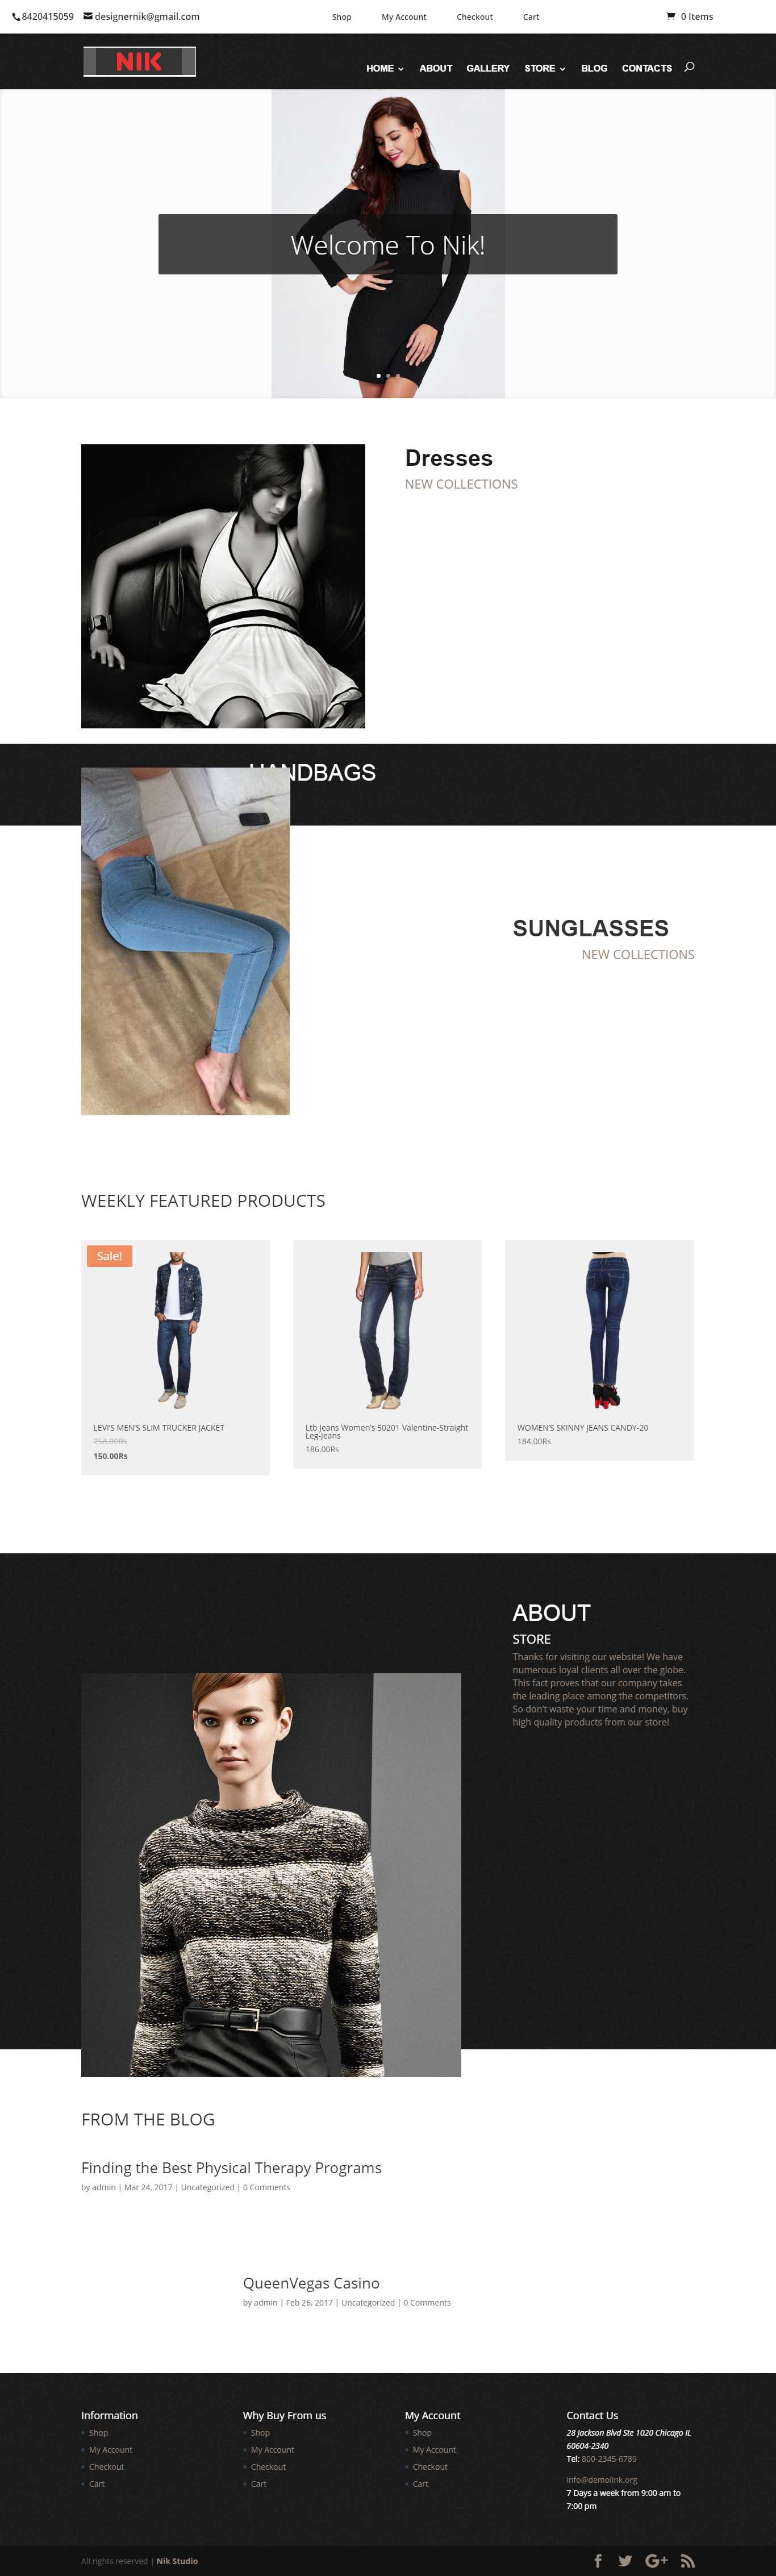 8420415059 designernik@gmail.com Shop My Account Checkout Cart 0 Items
NIK
HOME ABOUT GALLERY STORE BLOG CONTACTS
Welcome To Nik!
Dresses
NEW COLLECTIONS
HANDBAGS
SUNGLASSES
NEW COLLECTIONS
WEEKLY FEATURED PRODUCTS
Sale!
LEVI'S MEN'S SLIM TRUCKER JACKET
258.00Rs
150.00Rs
Ltb Jeans Women's 50201 Valentine-Straight
Leg-Jeans
186.00Rs
WOMEN'S SKINNY JEANS CANDY-20
184.00Rs
ABOUT
STORE
Thanks for visiting our website! We have
numerous loyal clients all over the globe.
This fact proves that our company takes
the leading place among the competitors.
So don't waste your time and money, buy
high quality products from our store!
FROM THE BLOG
Finding the Best Physical Therapy Programs
by admin | Mar 24, 2017 | Uncategorized | 0 Comments
QueenVegas Casino
by admin | Feb 26, 2017 | Uncategorized | 0 Comments
Information
Shop
My Account
Checkout
Cart
Why Buy From us
Shop
My Account
Checkout
Cart
My Account
Shop
My Account
Checkout
Cart
Contact Us
28 Jackson Blvd Ste 1020 Chicago IL
60604-2340
Tel: 800-2345-6789
info@demolink.org
7 Days a week from 9:00 am to
7:00 pm
All rights reserved | Nik Studio